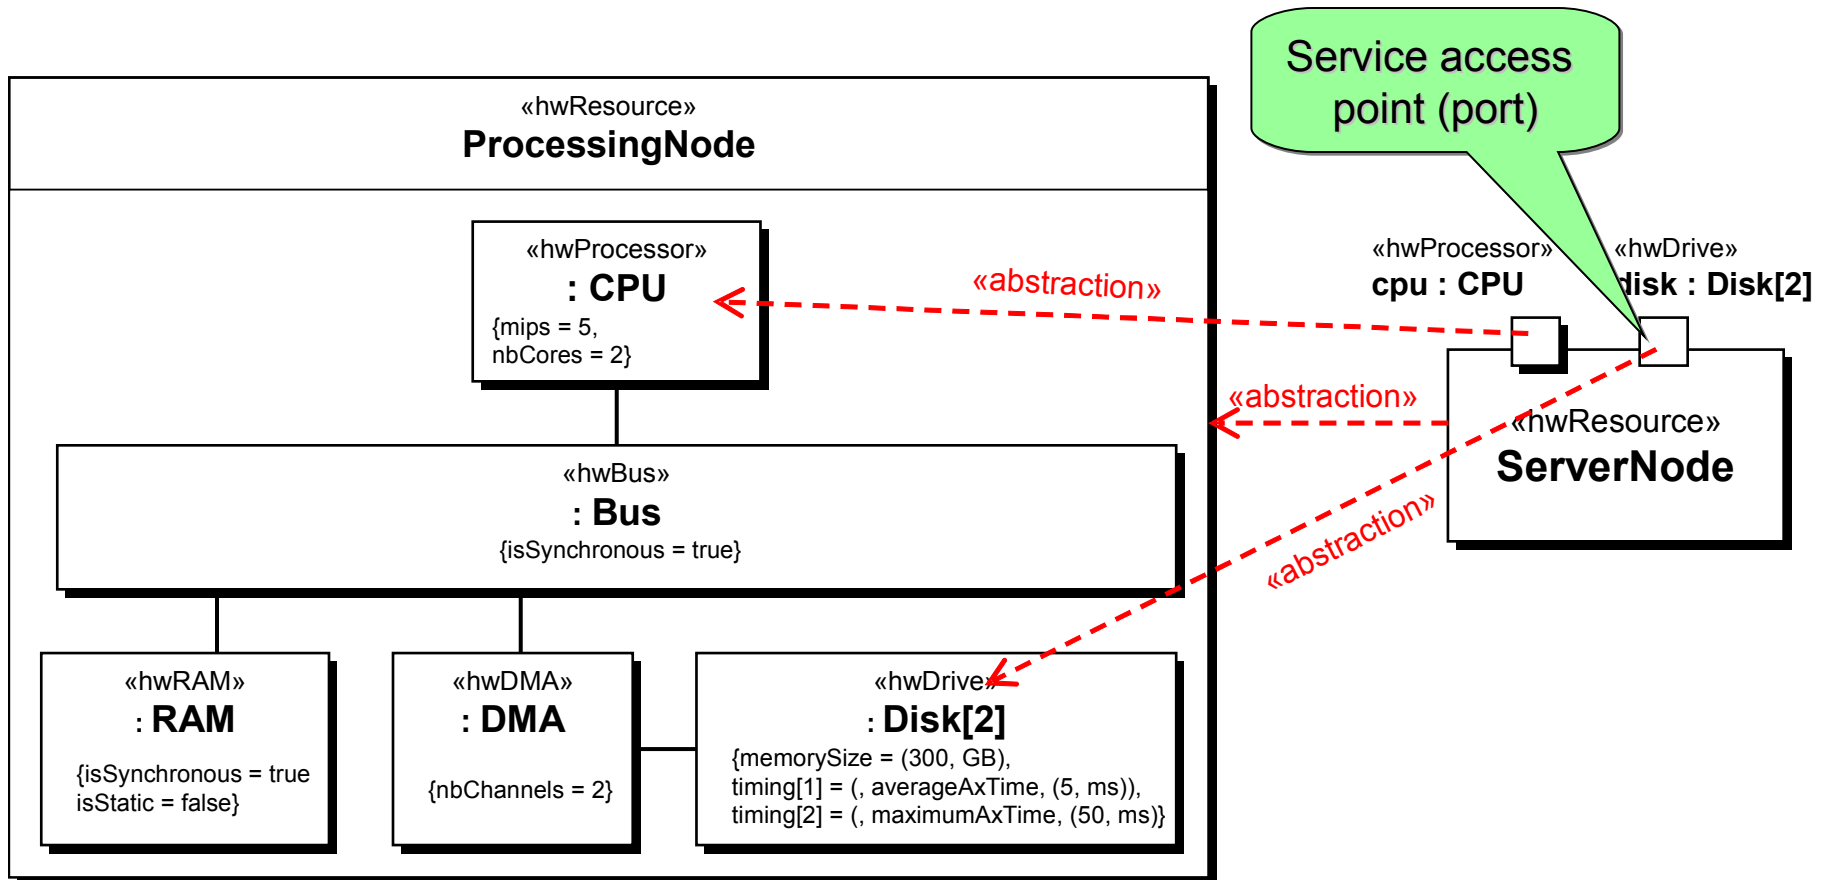 Service access
point (port)
«hwResource»
ProcessingNode
«hwProcessor»
: CPU
{mips = 5,
nbCores = 2}
«abstraction»
«hwProcessor»
cpu : CPU
«hwDrive»
disk : Disk[2]
«abstraction»
«hwResource»
ServerNode
«abstraction»
«hwBus»
: Bus
{isSynchronous = true}
«hwRAM»
: RAM
{isSynchronous = true
isStatic = false}
«hwDMA»
: DMA
{nbChannels = 2}
«hwDrive»
: Disk[2]
{memorySize = (300, GB),
timing[1] = (, averageAxTime, (5, ms)),
timing[2] = (, maximumAxTime, (50, ms)}